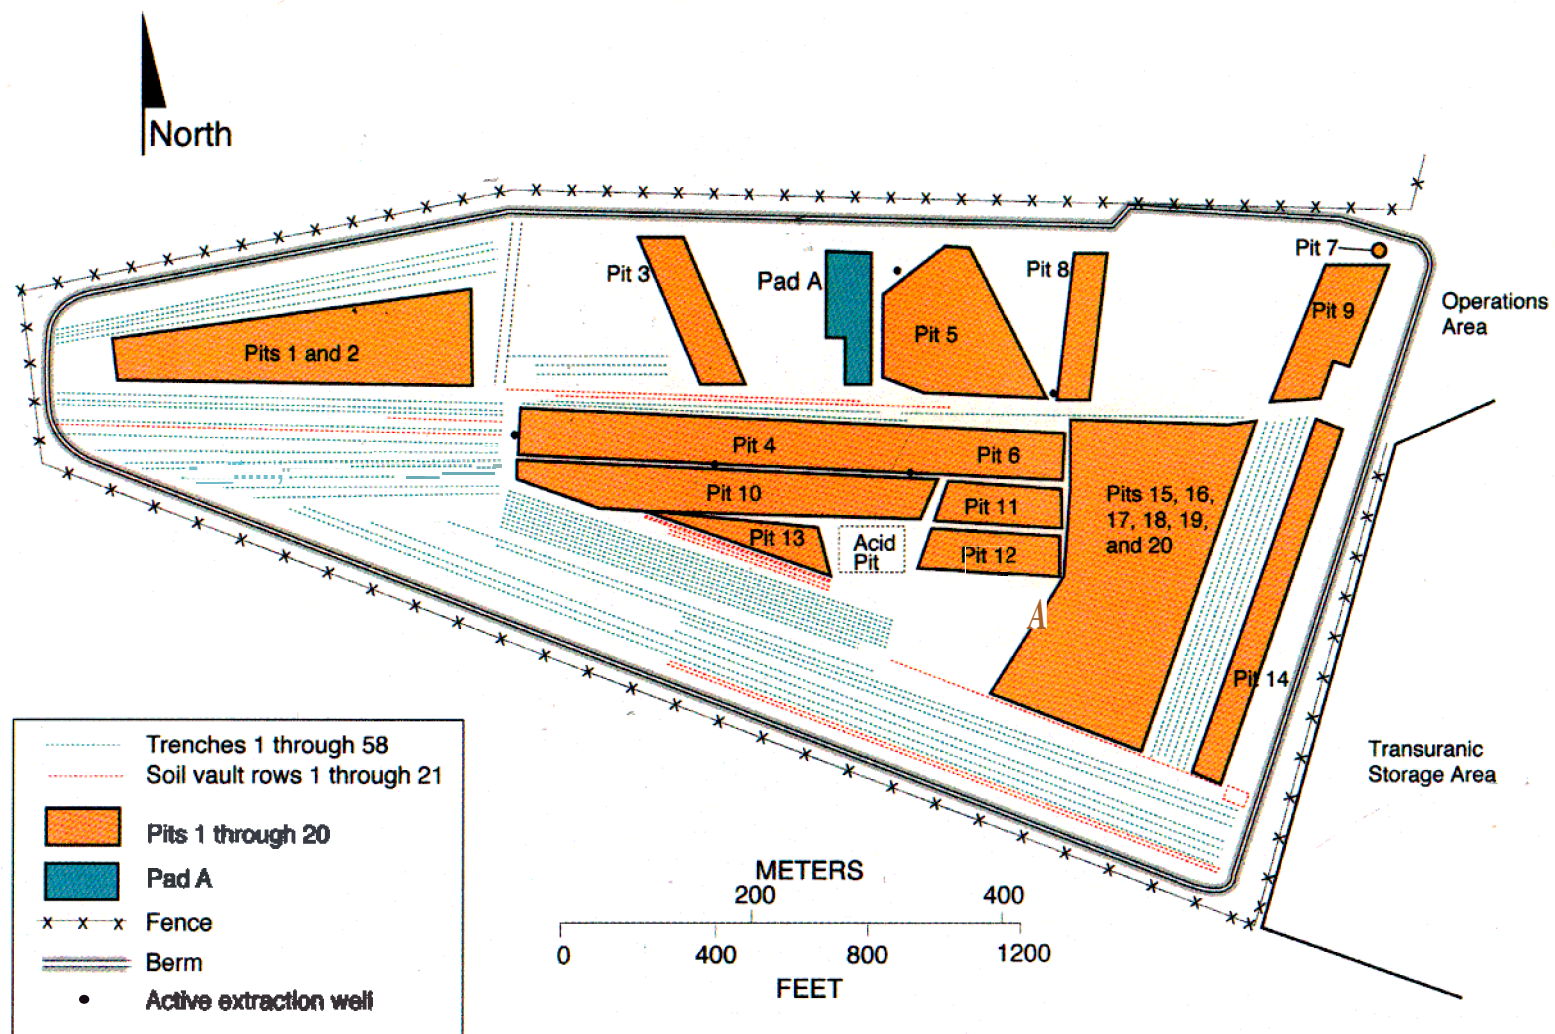 North
Pit 7
Pit 3
Pad A
Pit 8
Pit 9
Operations
Area
Pit 5
Pits 1 and 2
Pit 4
Pit 6
Pit 10
Pit 11
Pits 15, 16,
17, 18, 19,
and 20
Pit 13
Acid
Pit
Pit 12
A
Pit 14
Transuranic
Storage Area
Trenches 1 through 58
Soil vault rows 1 through 21
Pits 1 through 20
Pad A
Fence
Berm
Active extraction well
METERS
200 400
0 400 800 1200
FEET